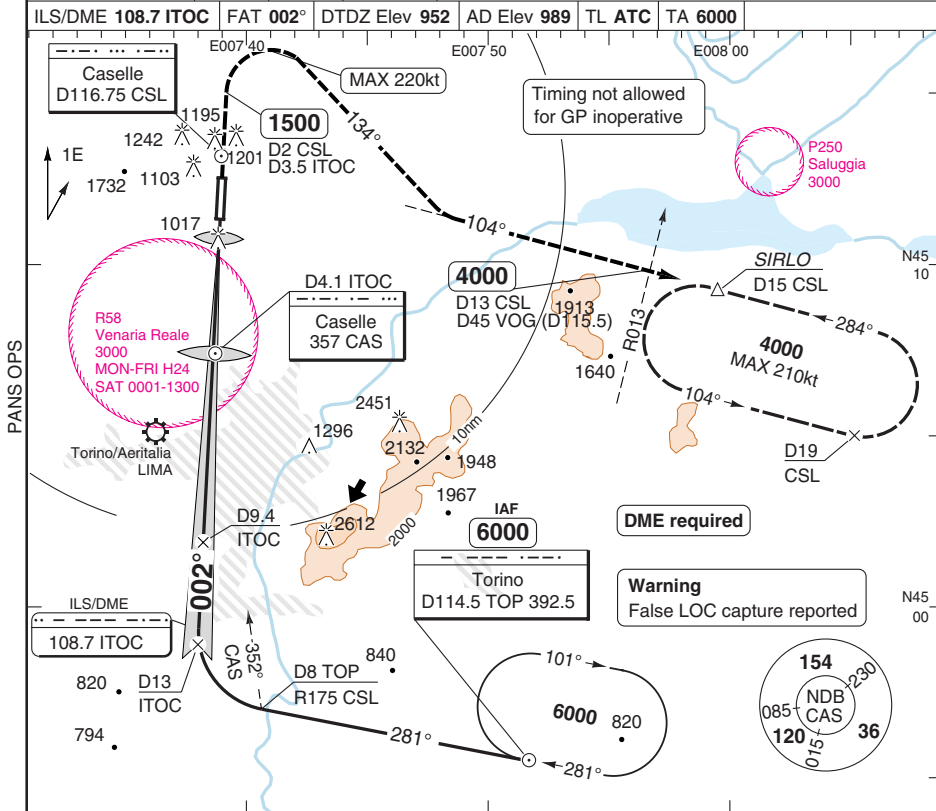 ILS/DME 108.7 ITOC FAT 002° DTDZ Elev 952 AD Elev 989 TL ATC TA 6000
E007 40
E007 50
E008 00
Caselle
D116.75 CSL
MAX 220kt
Timing not allowed
for GP inoperative
1500
D2 CSL
D3.5 ITOC
134°
1195
1242
1201
1103
1732
1E
1017
P250
Saluggia
3000
104°
4000
D13 CSL
D45 VOG (D115.5)
SIRLO
D15 CSL
N45
10
D4.1 ITOC
Caselle
357 CAS
R58
Venaria Reale
3000
MON-FRI H24
SAT 0001-1300
1913
R013
1640
284°
4000
MAX 210kt
104°
D19
CSL
PANS OPS
Torino/Aeritalia
LIMA
2451
1296
2132
10nm
1948
1967
2612
2000
D9.4
ITOC
IAF
6000
Torino
D114.5 TOP 392.5
DME required
Warning
False LOC capture reported
N45
00
002°
ILS/DME
108.7 ITOC
352°
CAS
D13
ITOC
D8 TOP
R175 CSL
840
820
794
281°
101°
6000
820
281°
154
230
NDB
CAS
085
120
015
36